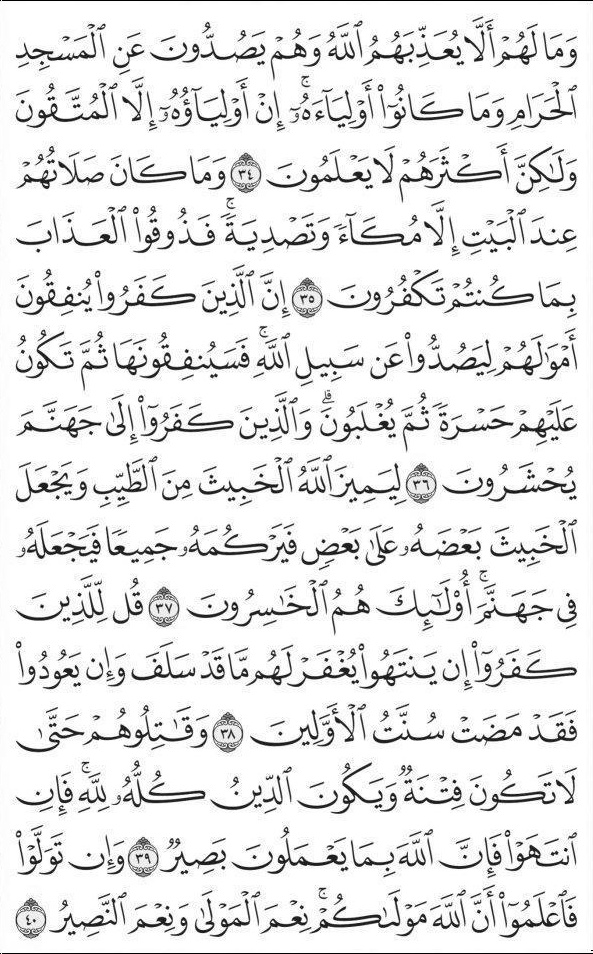 وَمَا لَهُمْ أَلَّا يُعَذِّبَهُمُ ٱللَّهُ وَهُمْ يَصُدُّونَ عَنِ ٱلْمَسْجِدِ
ٱلْحَرَامِ وَمَا كَانُوٓا۟ أَوْلِيَآءَهُۥٓ ۚ إِنْ أَوْلِيَآؤُهُۥٓ إِلَّا ٱلْمُتَّقُونَ
وَلَـٰكِنَّ أَكْثَرَهُمْ لَا يَعْلَمُونَ ٣٤ وَمَا كَانَ صَلَاتُهُمْ
عِندَ ٱلْبَيْتِ إِلَّا مُكَآءً وَتَصْدِيَةً ۚ فَذُوقُوا۟ ٱلْعَذَابَ
بِمَا كُنتُمْ تَكْفُرُونَ ٣٥ إِنَّ ٱلَّذِينَ كَفَرُوا۟ يُنفِقُونَ
أَمْوَٰلَهُمْ لِيَصُدُّوا۟ عَن سَبِيلِ ٱللَّهِ ۚ فَسَيُنفِقُونَهَا ثُمَّ تَكُونُ
عَلَيْهِمْ حَسْرَةً ثُمَّ يُغْلَبُونَ ۗ وَٱلَّذِينَ كَفَرُوٓا۟ إِلَىٰ جَهَنَّمَ
يُحْشَرُونَ ٣٦ لِيَمِيزَ ٱللَّهُ ٱلْخَبِيثَ مِنَ ٱلطَّيِّبِ وَيَجْعَلَ
ٱلْخَبِيثَ بَعْضَهُۥ عَلَىٰ بَعْضٍ فَيَرْكُمَهُۥ جَمِيعًا فَيَجْعَلَهُۥ
فِى جَهَنَّمَ ۚ أُو۟لَـٰٓئِكَ هُمُ ٱلْخَـٰسِرُونَ ٣٧ قُل لِّلَّذِينَ
كَفَرُوٓا۟ إِن يَنتَهُوا۟ يُغْفَرْ لَهُم مَّا قَدْ سَلَفَ وَإِن يَعُودُوا۟
فَقَدْ مَضَتْ سُنَّتُ ٱلْأَوَّلِينَ ٣٨ وَقَـٰتِلُوهُمْ حَتَّىٰ
لَا تَكُونَ فِتْنَةٌ وَيَكُونَ ٱلدِّينُ كُلُّهُۥ لِلَّهِ ۚ فَإِنِ
ٱنتَهَوْا۟ فَإِنَّ ٱللَّهَ بِمَا يَعْمَلُونَ بَصِيرٌ ٣٩ وَإِن تَوَلَّوْا۟
فَٱعْلَمُوٓا۟ أَنَّ ٱللَّهَ مَوْلَىٰكُمْ ۚ نِعْمَ ٱلْمَوْلَىٰ وَنِعْمَ ٱلنَّصِيرُ ٤٠